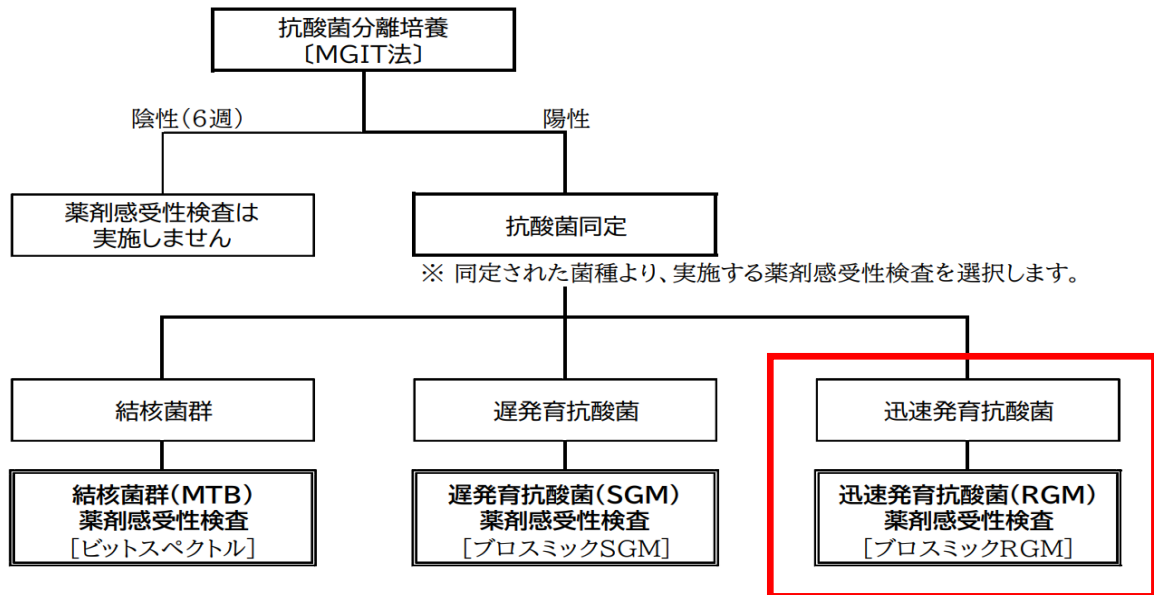 抗酸菌分離培養
〔MGIT法〕
陰性(6週)
陽性
薬剤感受性検査は
実施しません
抗酸菌同定
※ 同定された菌種より、実施する薬剤感受性検査を選択します。
結核菌群
遅発育抗酸菌
迅速発育抗酸菌
結核菌群(MTB)
薬剤感受性検査
[ビットスペクトル]
遅発育抗酸菌(SGM)
薬剤感受性検査
[ブロスミックSGM]
迅速発育抗酸菌(RGM)
薬剤感受性検査
[ブロスミックRGM]